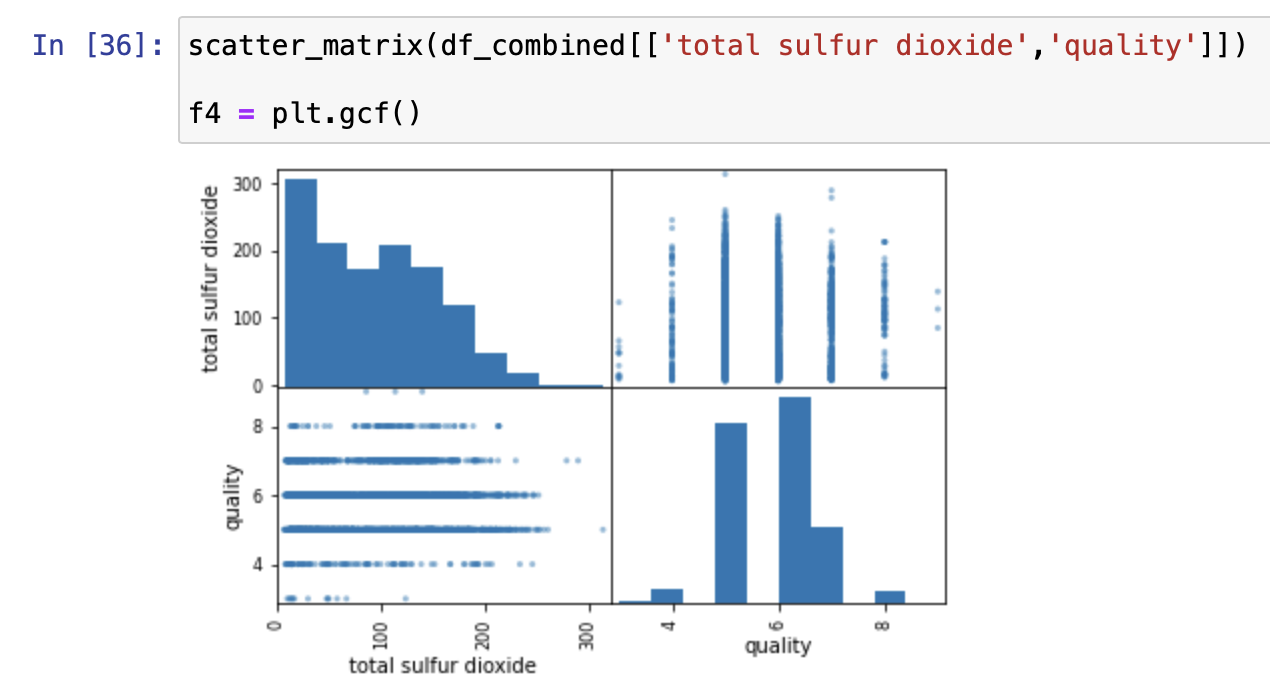 In [36]:
scatter_matrix(df_combined[['total sulfur dioxide','quality']])
f4 = plt.gcf()
total sulfur dioxide
300
200
100
0
quality
8
6
4
0
100
200
300
total sulfur dioxide
4
6
8
quality